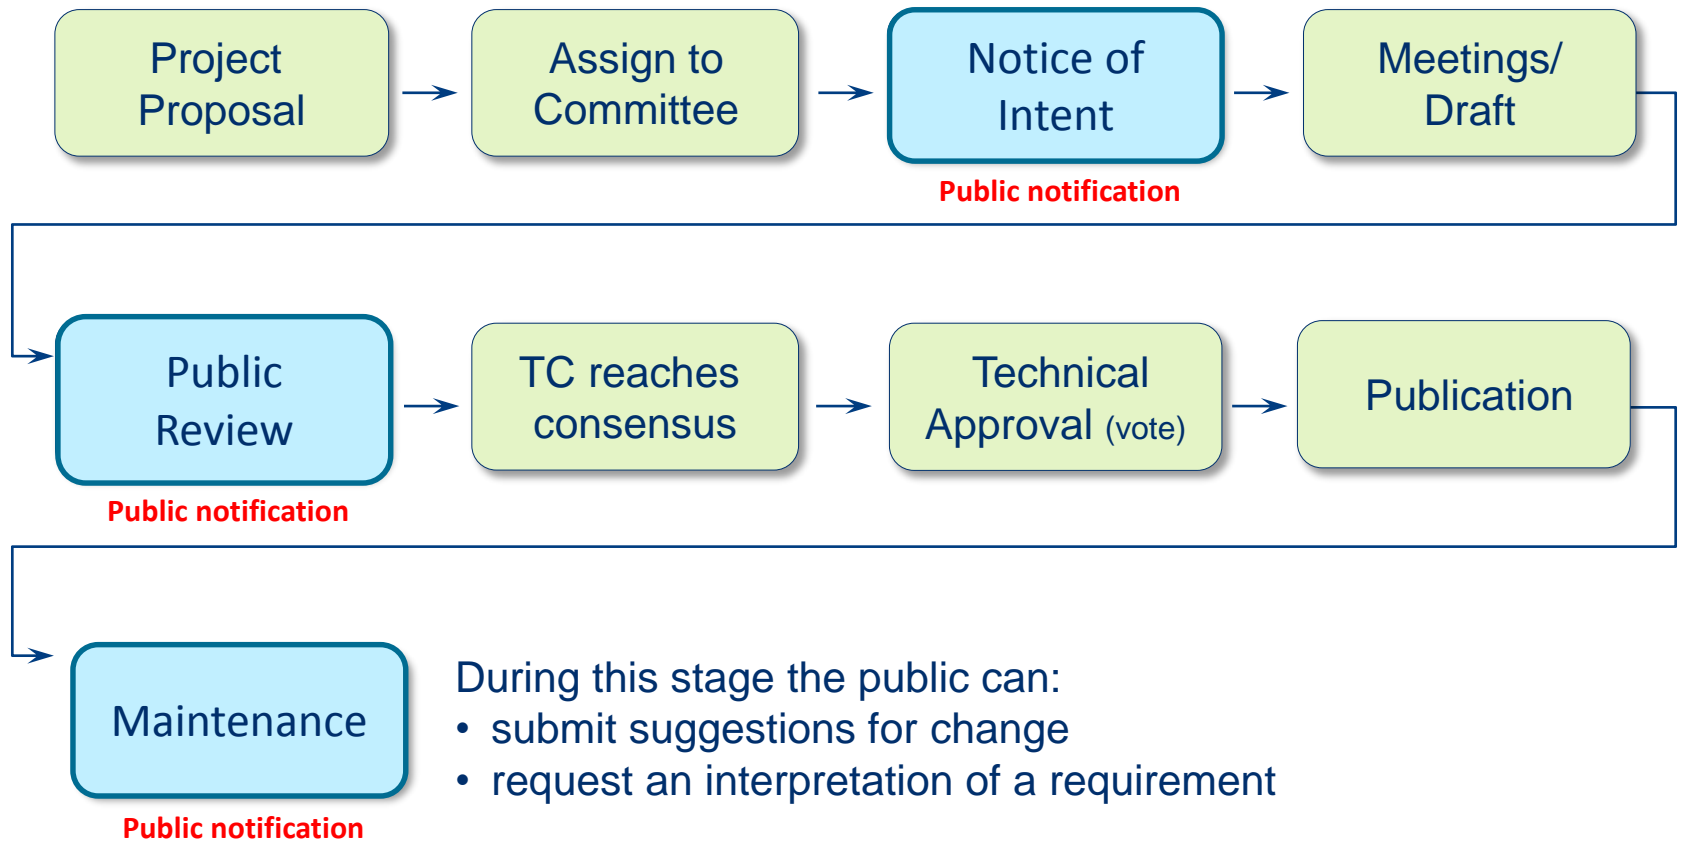 Project
Proposal
Assign to
Committee
Notice of
Intent
Meetings/
Draft
Public notification
Public
Review
TC reaches
consensus
Technical
Approval (vote)
Publication
Public notification
Maintenance
During this stage the public can:
• submit suggestions for change
• request an interpretation of a requirement
Public notification